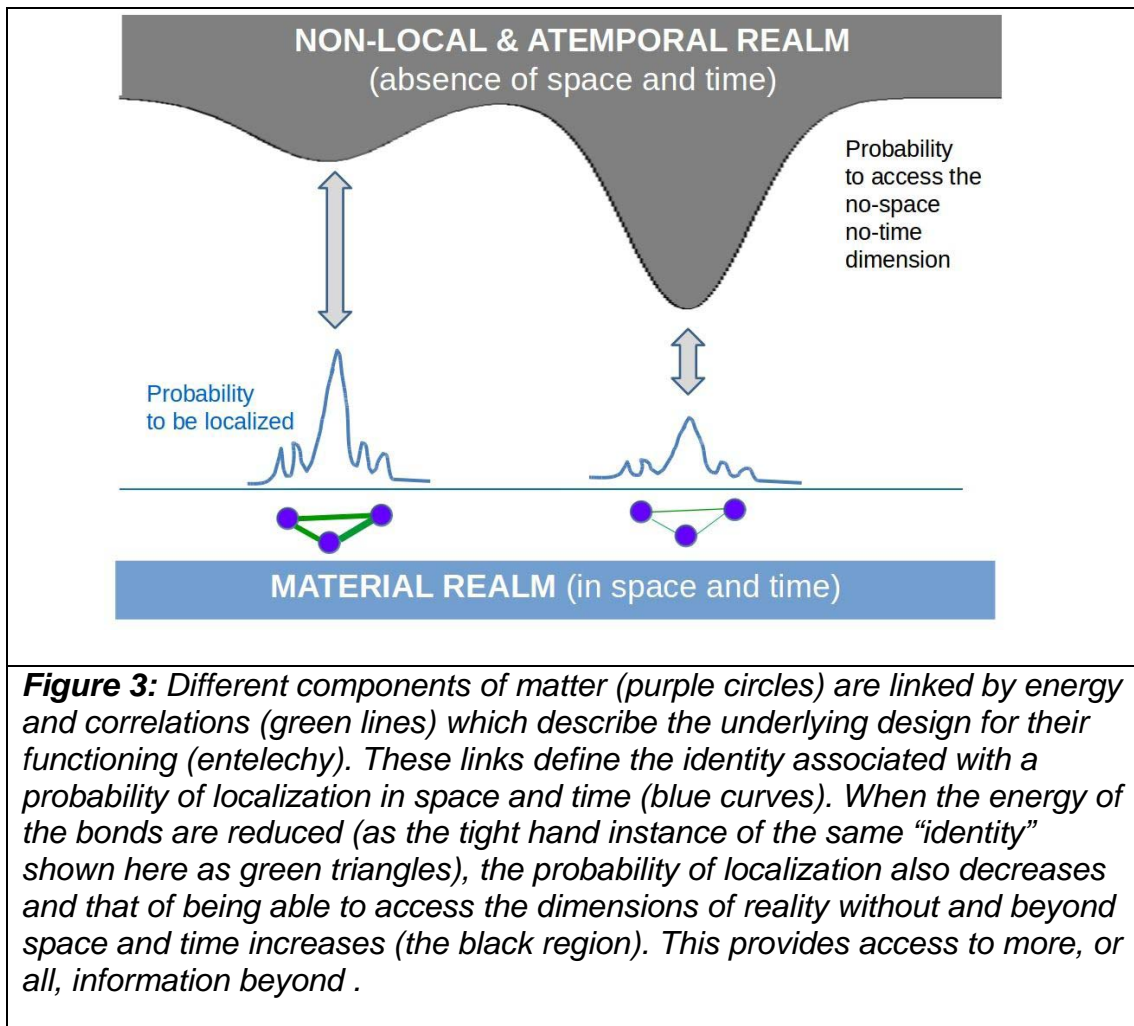 NON-LOCAL & ATEMPORAL REALM
(absence of space and time)
Probability
to access the
no-space
no-time
dimension
Probability
to be localized
MATERIAL REALM (in space and time)
Figure 3: Different components of matter (purple circles) are linked by energy
and correlations (green lines) which describe the underlying design for their
functioning (entelechy). These links define the identity associated with a
probability of localization in space and time (blue curves). When the energy of
the bonds are reduced (as the tight hand instance of the same “identity”
shown here as green triangles), the probability of localization also decreases
and that of being able to access the dimensions of reality without and beyond
space and time increases (the black region). This provides access to more, or
all, information beyond .